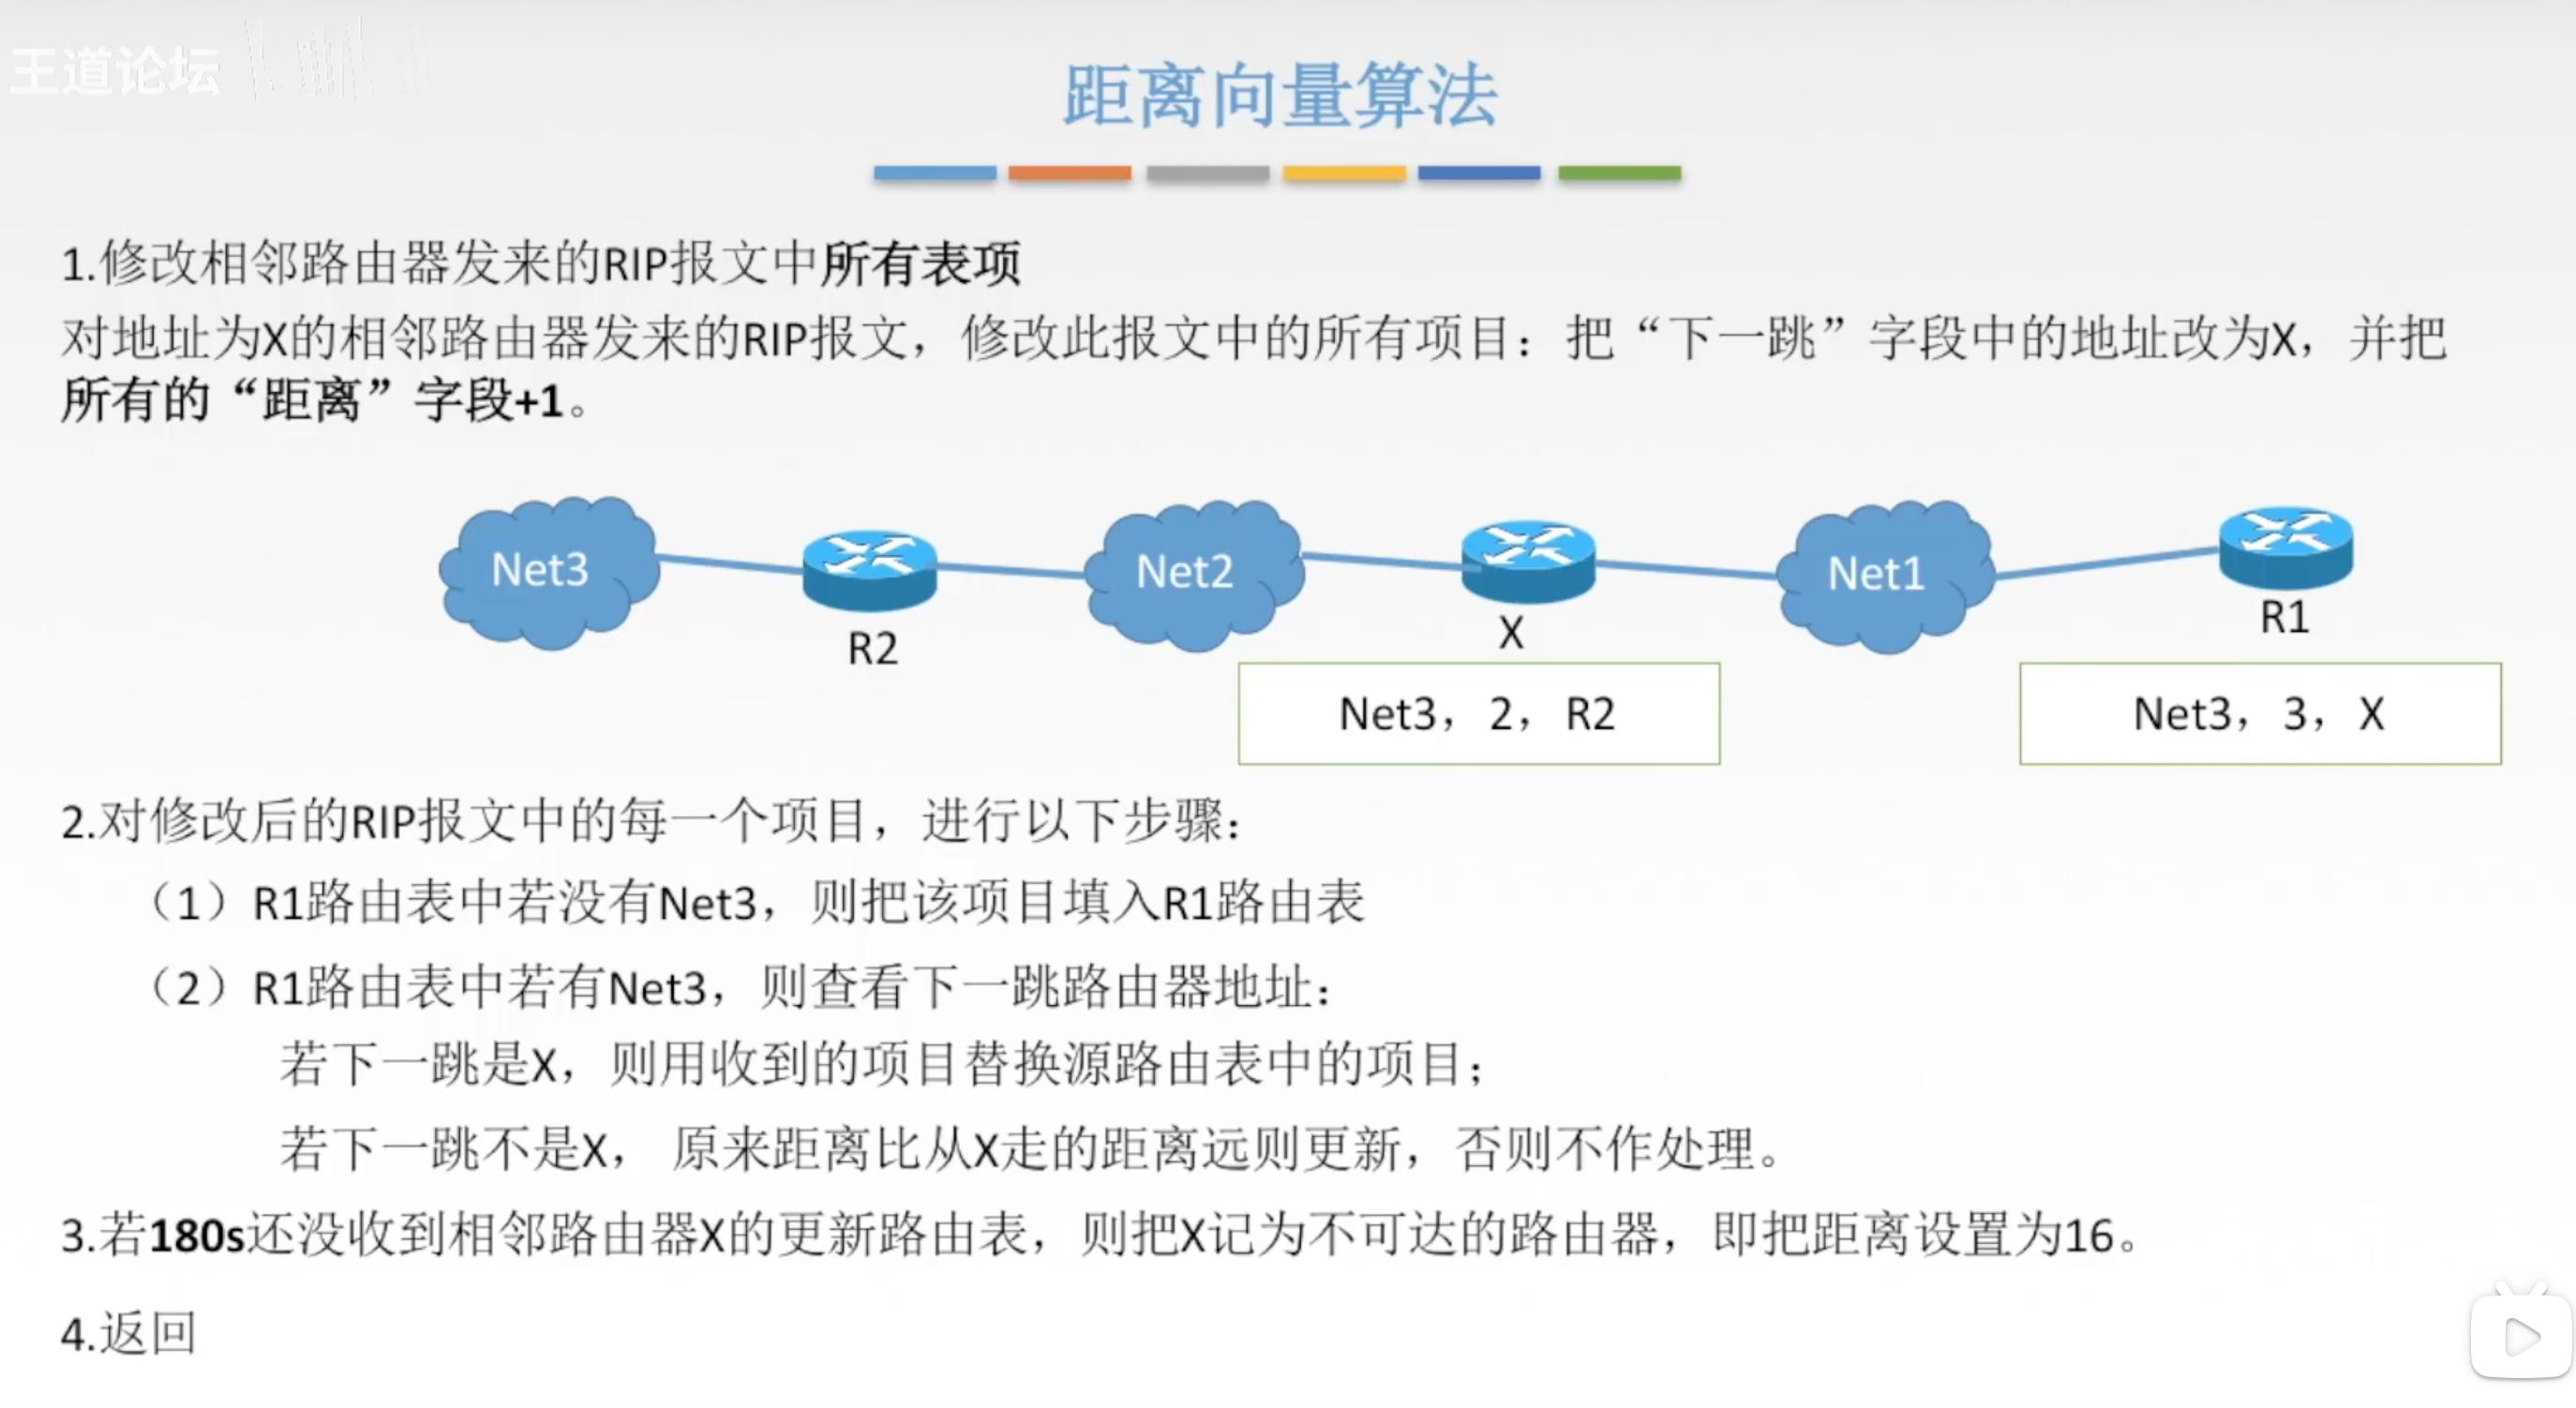 王道论坛
距离向量算法
1.修改相邻路由器发来的RIP报文中所有表项
对地址为X的相邻路由器发来的RIP报文，修改此报文中的所有项目：把“下一跳”字段中的地址改为X，并把
所有的“距离”字段+1。
Net3
R2
Net2
X
Net1
R1
Net3，2，R2
Net3，3，X
2.对修改后的RIP报文中的每一个项目，进行以下步骤：
（1）R1路由表中若没有Net3，则把该项目填入R1路由表
（2）R1路由表中若有Net3，则查看下一跳路由器地址：
若下一跳是X，则用收到的项目替换源路由表中的项目；
若下一跳不是X，原来距离比从X走的距离远则更新，否则不作处理。
3.若180s还没收到相邻路由器X的更新路由表，则把X记为不可达的路由器，即把距离设置为16。
4.返回